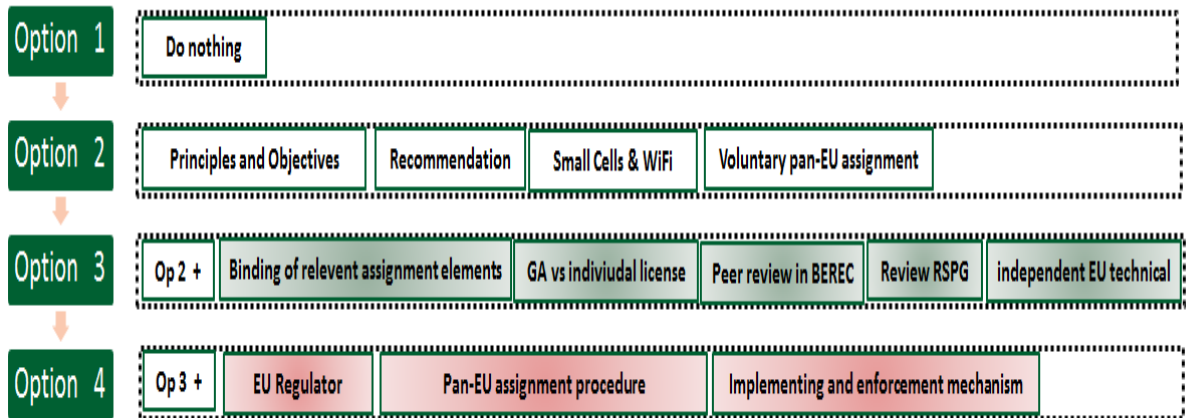 Option 1
Do nothing
Option 2
Principles and Objectives
Recommendation
Small Cells & WiFi
Voluntary pan-EU assignment
Option 3
Op 2 +
Binding of relevent assignment elements
GA vs indiviudal license
Peer review in BEREC
Review RSPG
independent EU technical
Option 4
Op 3 +
EU Regulator
Pan-EU assignment procedure
Implementing and enforcement mechanism